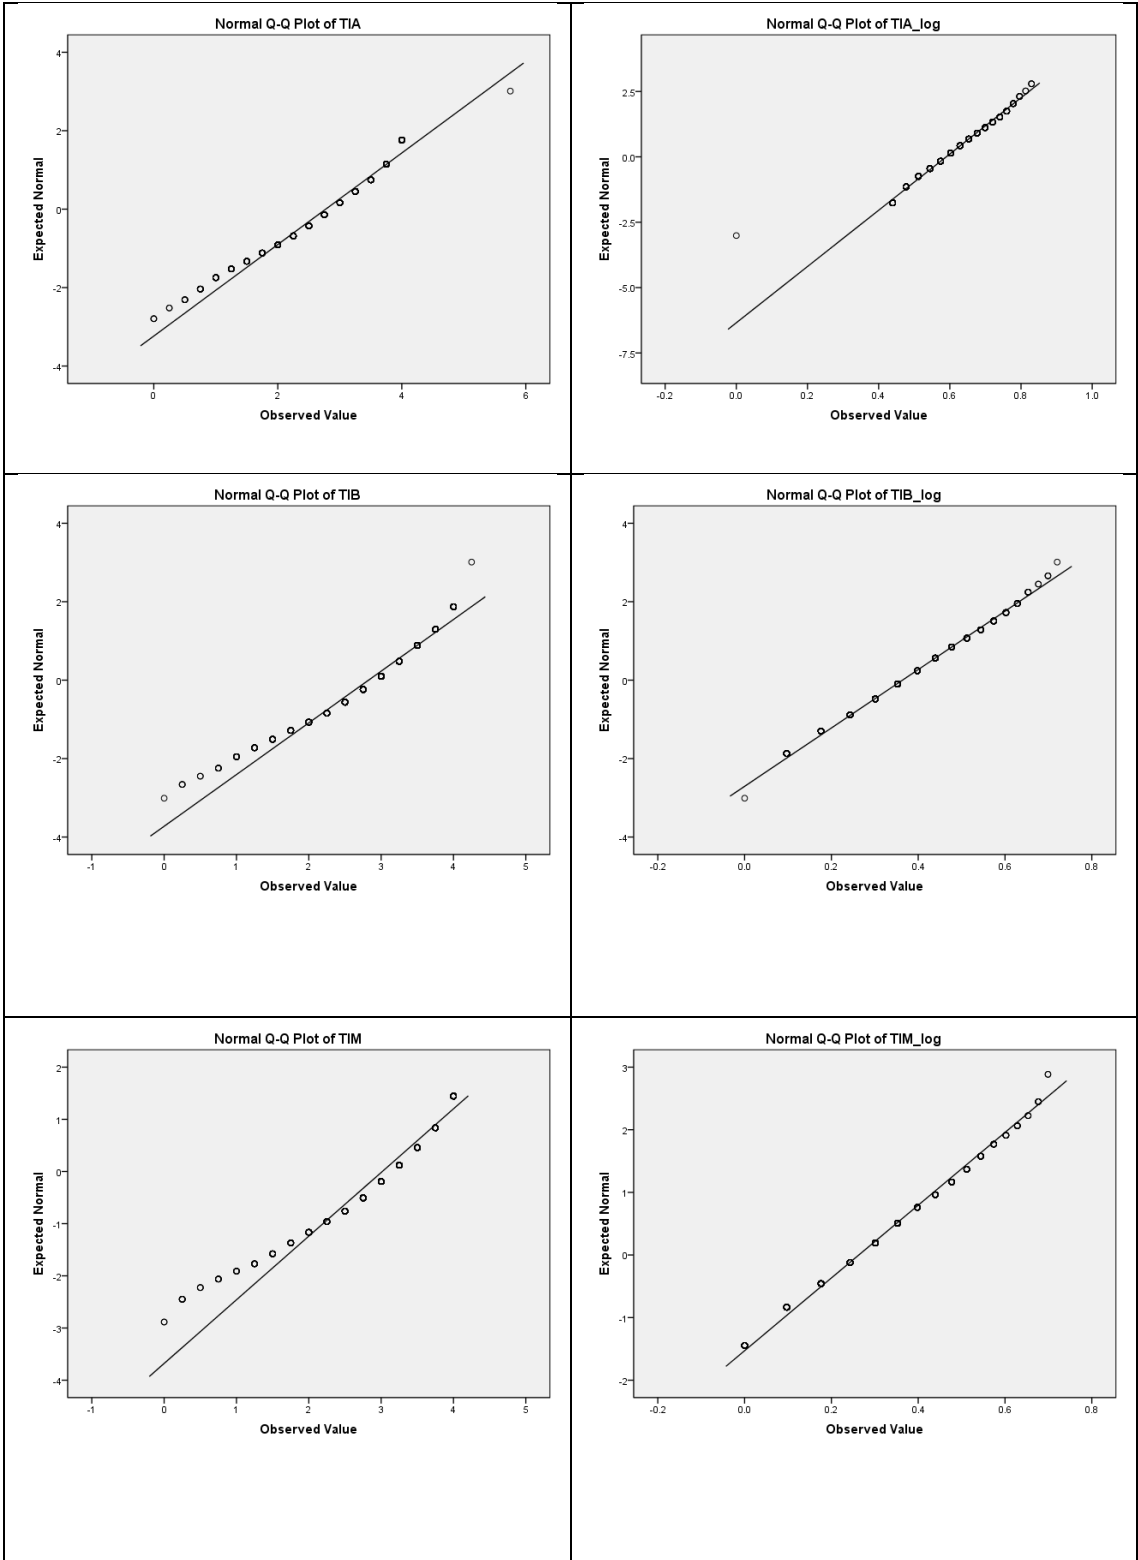 Normal Q-Q Plot of TIA
4
2
0
-2
-4
Expected Normal
0 2 4 6
Observed Value
Normal Q-Q Plot of TIA_log
2.5
0.0
-2.5
-5.0
-7.5
Expected Normal
-0.2 0.0 0.2 0.4 0.6 0.8 1.0
Observed Value
Normal Q-Q Plot of TIB
4
2
0
-2
-4
Expected Normal
-1 0 1 2 3 4 5
Observed Value
Normal Q-Q Plot of TIB_log
4
2
0
-2
-4
Expected Normal
-0.2 0.0 0.2 0.4 0.6 0.8
Observed Value
Normal Q-Q Plot of TIM
2
1
0
-1
-2
-3
-4
Expected Normal
-1 0 1 2 3 4 5
Observed Value
Normal Q-Q Plot of TIM_log
3
2
1
0
-1
-2
Expected Normal
-0.2 0.0 0.2 0.4 0.6 0.8
Observed Value